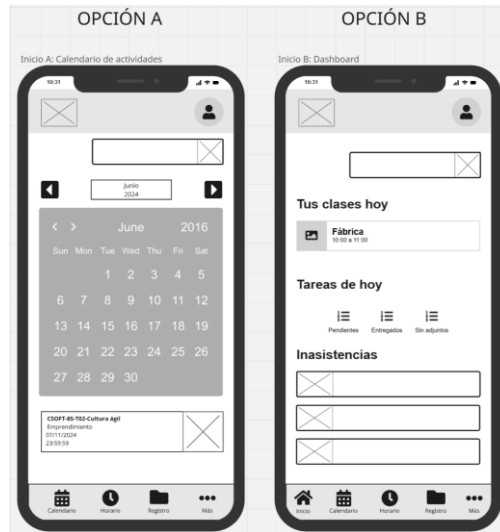 OPCIÓN A
Inicio A: Calendario de actividades
10:31
Junio
2024
June 2016
Sun Mon Tue Wed Thu Fri Sat
1 2 3 4 5
6 7 8 9 10 11 12
13 14 15 16 17 18 19
20 21 22 23 24 25 26
27 28 29 30
CSOFT-85-T02-Cultura ágil
Emprendimiento
07/11/2024
23:59:59
Calendario
Horario
Registro
Más
OPCIÓN B
Inicio B: Dashboard
10:31
Tus clases hoy
Fábrica
10:00 a 11:00
Tareas de hoy
Pendientes
Entregados
Sin adjuntos
Inasistencias
Inicio
Calendario
Horario
Registro
Más